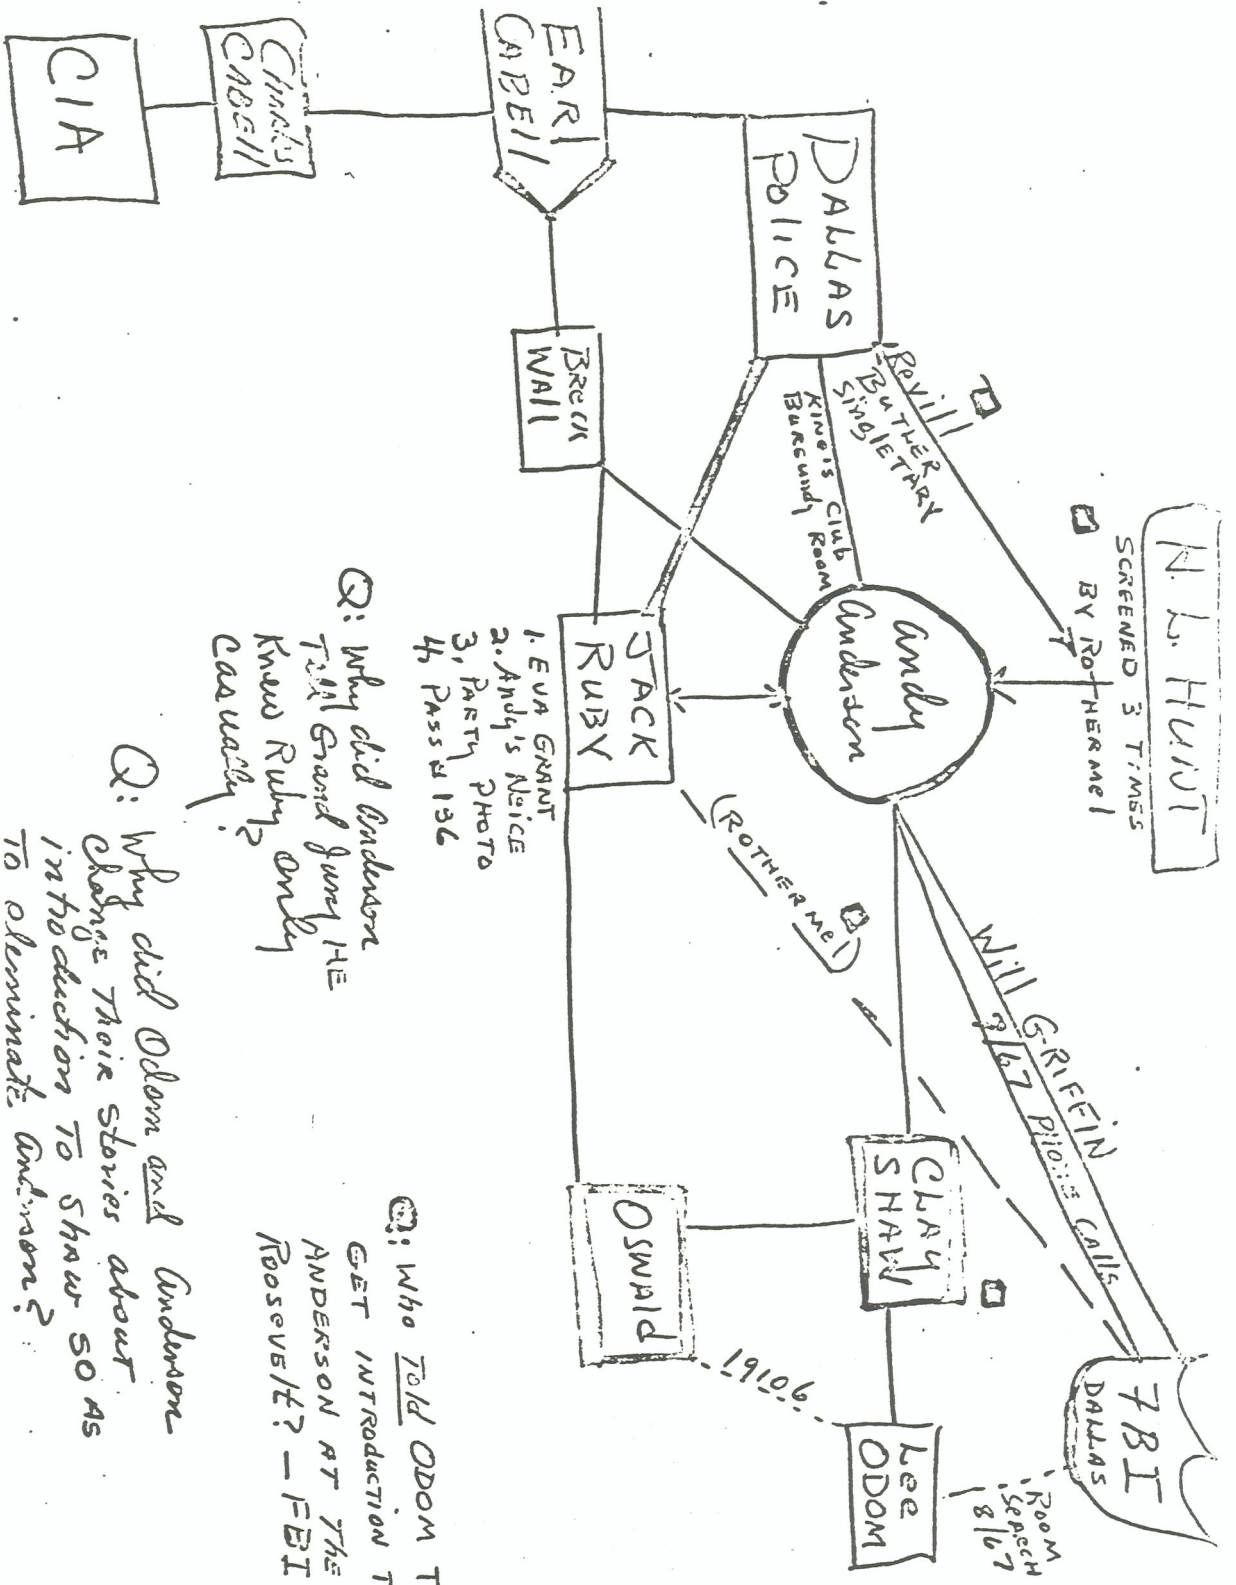 H. L. HUNT
SCREENED 3 TIMES
BY ROTHERMEL
FBI
DALLAS
ROOM
SEARCH
8/67
Revill
BUTLER
SINGLETARY
Will GRIFFIN
8/67 PHONE CALLS
DALLAS
POLICE
KING'S CLUB
BURGUNDY ROOM
Andy
Anderson
CLAY
SHAW
Lee
ODOM
(ROTHERMEL)
19106
EARL
CABELL
BRECK
WALL
JACK
RUBY
OSWALD
1. EVA GRANT
2. ANDY'S NEICE
3. PARTY PHOTO
4. PASS # 136
Charles
CABELL
CIA
Q: Why did Anderson
Tell Grand Jury HE
Knew Ruby only
casually?
Q: Who Told ODOM T
GET INTRODUCTION T
ANDERSON AT THE
ROOSEVELT? - FBI
Q: Why did Odom and Anderson
change Their stories about
introduction To Shaw SO AS
To eleminate Anderson?